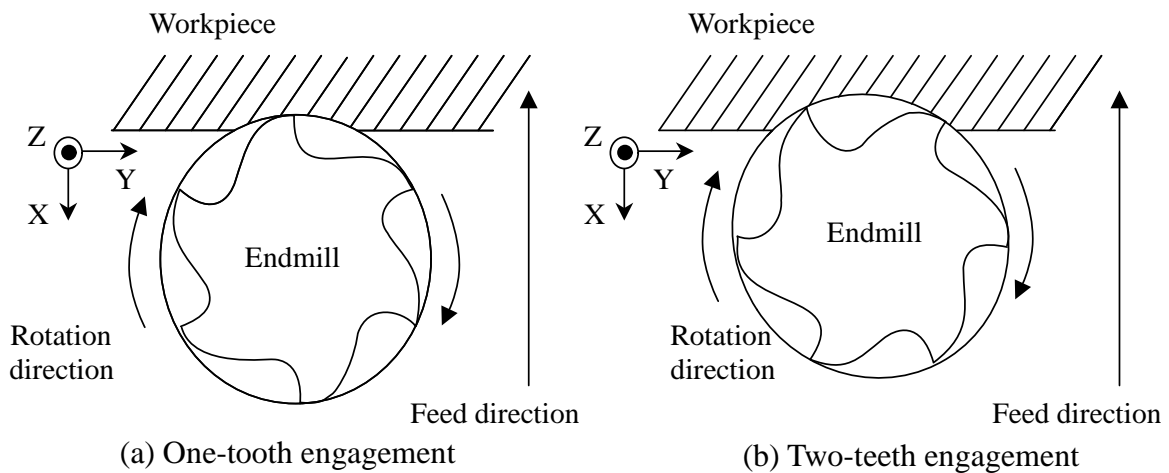 Workpiece
Z
Y
X
Endmill
Rotation
direction
Feed direction
(a) One-tooth engagement
Workpiece
Z
Y
X
Endmill
Rotation
direction
Feed direction
(b) Two-teeth engagement